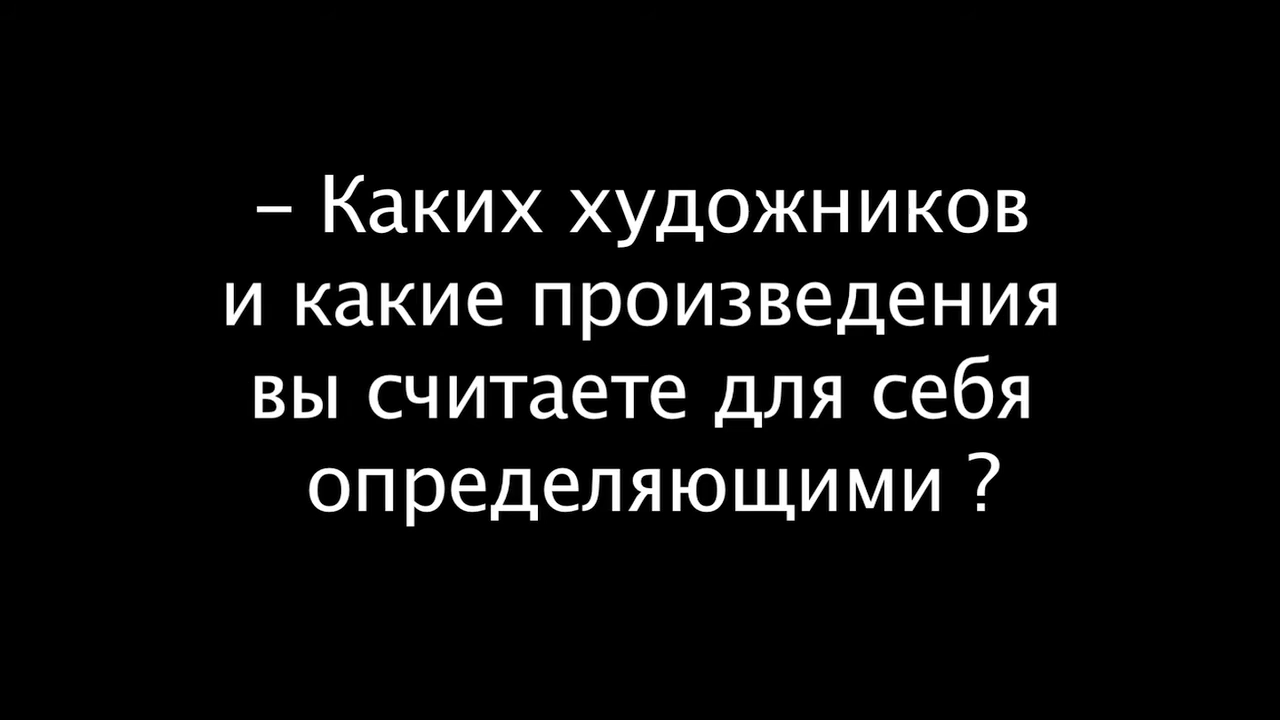 – Каких художников
и какие произведения
вы считаете для себя
определяющими ?